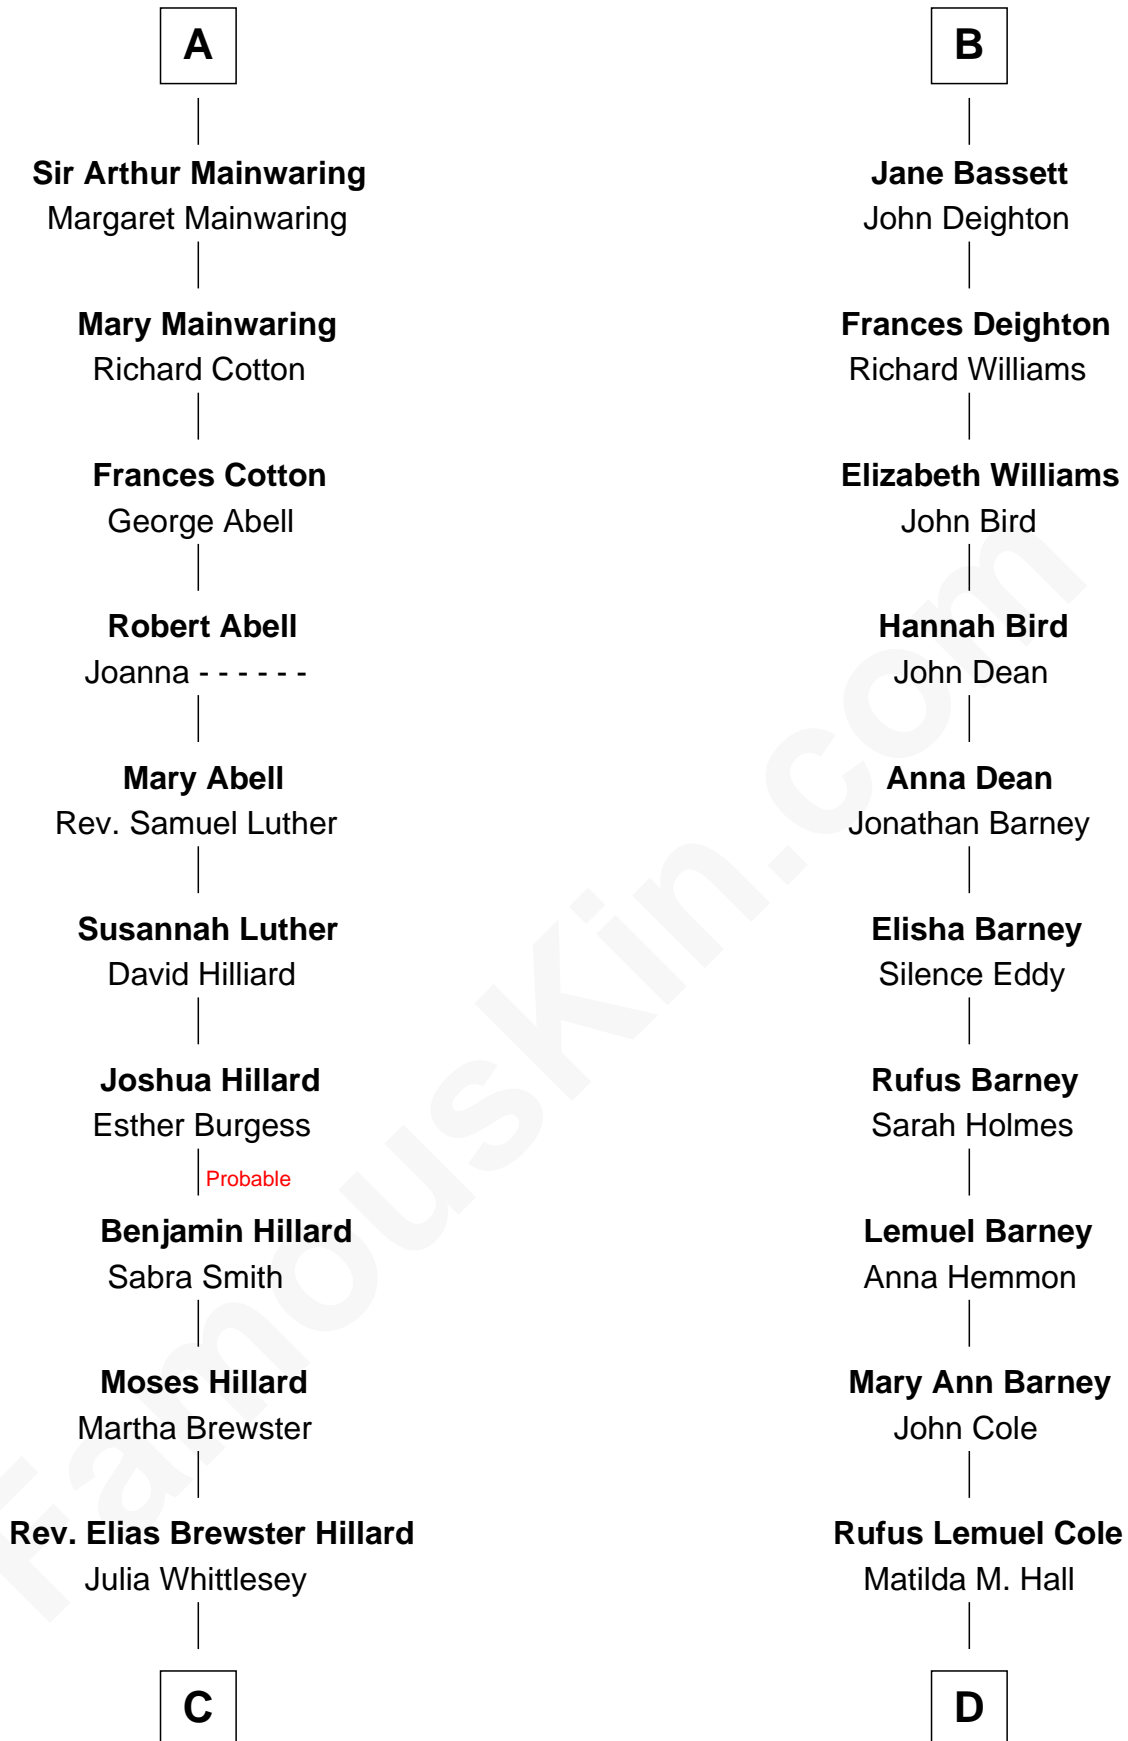 A
Sir Arthur Mainwaring
Margaret Mainwaring
Mary Mainwaring
Richard Cotton
Frances Cotton
George Abell
Robert Abell
Joanna - - - - - -
Mary Abell
Rev. Samuel Luther
Susannah Luther
David Hilliard
Joshua Hillard
Esther Burgess
Probable
Benjamin Hillard
Sabra Smith
Moses Hillard
Martha Brewster
Rev. Elias Brewster Hillard
Julia Whittlesey
C
B
Jane Bassett
John Deighton
Frances Deighton
Richard Williams
Elizabeth Williams
John Bird
Hannah Bird
John Dean
Anna Dean
Jonathan Barney
Elisha Barney
Silence Eddy
Rufus Barney
Sarah Holmes
Lemuel Barney
Anna Hemmon
Mary Ann Barney
John Cole
Rufus Lemuel Cole
Matilda M. Hall
D
FamousKin.com